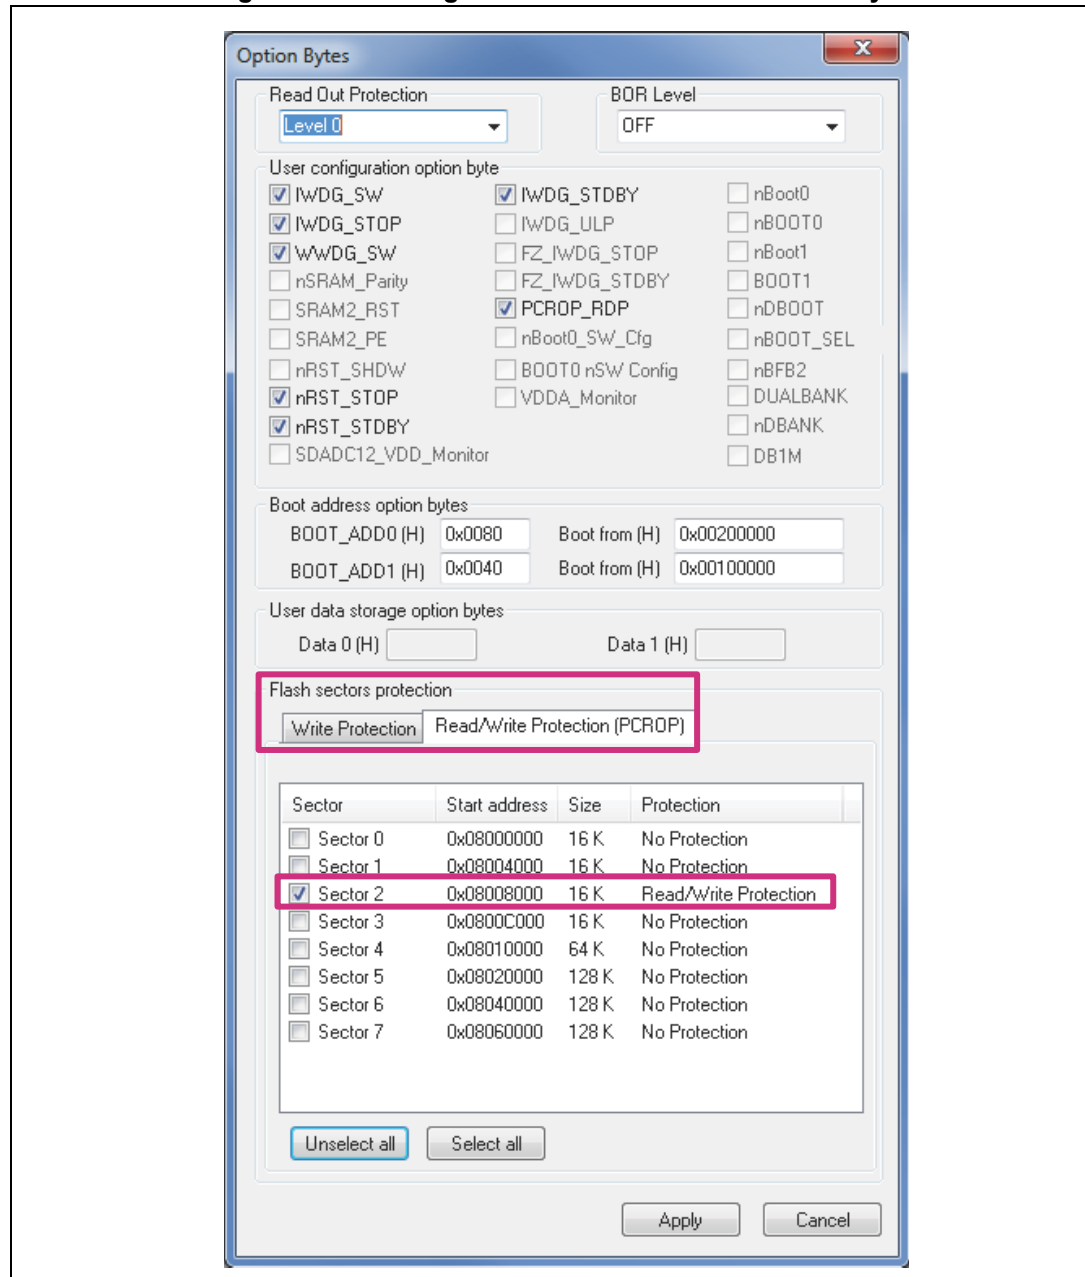 Option Bytes
x
Read Out Protection
BOR Level
Level 0
OFF
User configuration option byte
IWDG_SW
IWDG_STDBY
nBoot0
IWDG_STOP
IWDG_ULP
nBOOT0
WWDG_SW
FZ_IWDG_STOP
nBoot1
nSRAM_Parity
FZ_IWDG_STDBY
BOOT1
SRAM2_RST
PCROP_RDP
nDBOOT
SRAM2_PE
nBoot0_SW_Cfg
nBOOT_SEL
nRST_SHDW
BOOT0 nSW Config
nBFB2
nRST_STOP
VDDA_Monitor
DUALBANK
nRST_STDBY
nDBANK
SDADC12_VDD_Monitor
DB1M
Boot address option bytes
BOOT_ADD0 (H) 0x0080 Boot from (H) 0x00200000
BOOT_ADD1 (H) 0x0040 Boot from (H) 0x00100000
User data storage option bytes
Data 0 (H) Data 1 (H)
Flash sectors protection
Write Protection Read/Write Protection (PCROP)
Sector Start address Size Protection
Sector 0 0x08000000 16 K No Protection
Sector 1 0x08004000 16 K No Protection
Sector 2 0x08008000 16 K Read/Write Protection
Sector 3 0x0800C000 16 K No Protection
Sector 4 0x08010000 64 K No Protection
Sector 5 0x08020000 128 K No Protection
Sector 6 0x08040000 128 K No Protection
Sector 7 0x08060000 128 K No Protection
Unselect all Select all
Apply Cancel